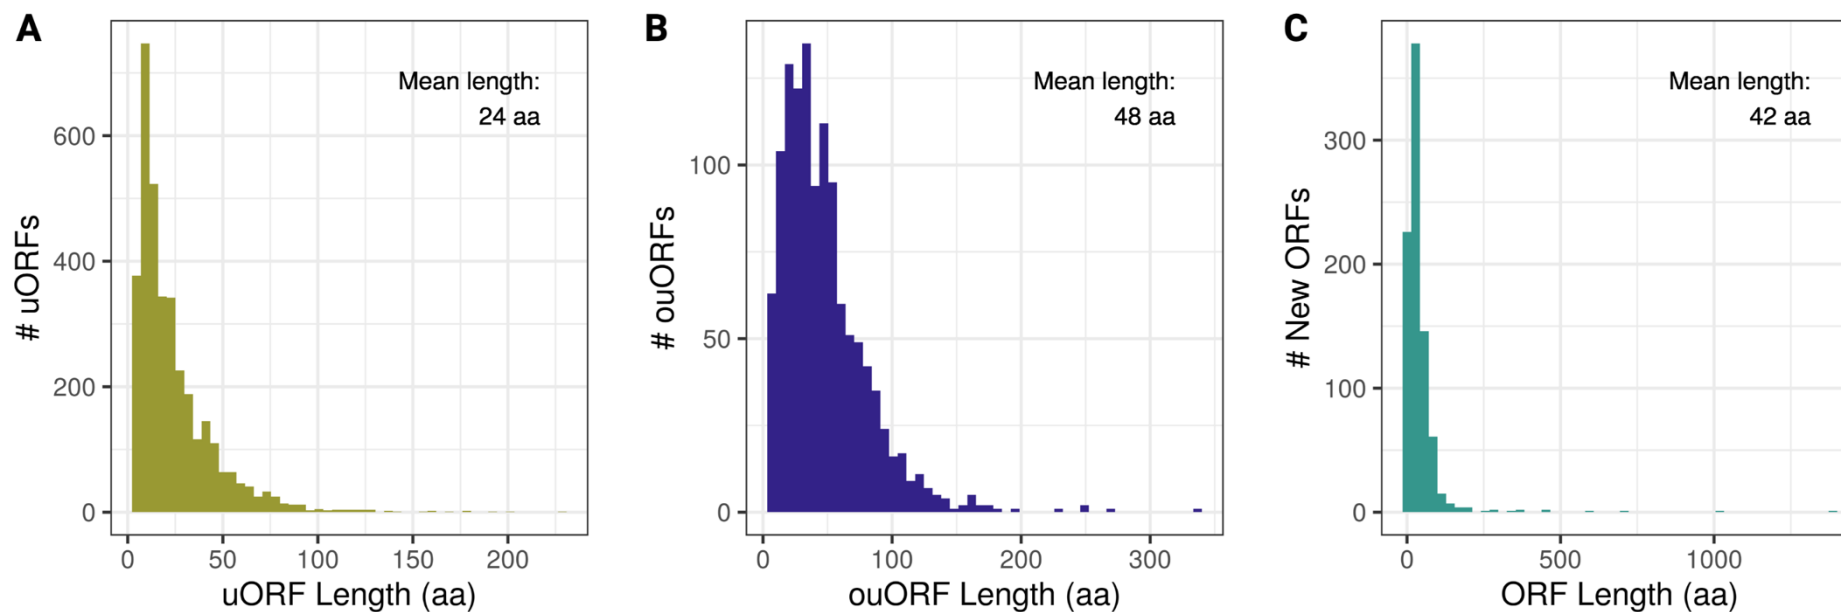 A
Mean length:
24 aa
# uORFs
600
400
200
0
0 50 100 150 200
uORF Length (aa)
B
Mean length:
48 aa
# ouORFs
100
50
0
0 100 200 300
ouORF Length (aa)
C
Mean length:
42 aa
# New ORFs
300
200
100
0
0 500 1000
ORF Length (aa)